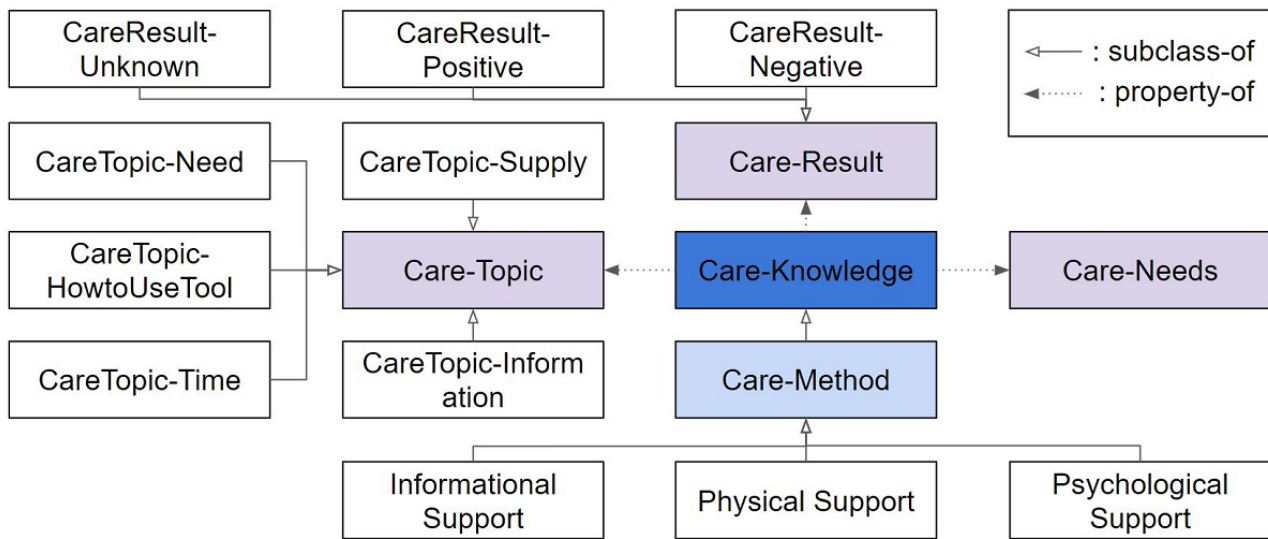 CareResult-
Unknown
CareResult-
Positive
CareResult-
Negative
: subclass-of
: property-of
CareTopic-Need
CareTopic-Supply
Care-Result
CareTopic-
HowtoUseTool
Care-Topic
Care-Knowledge
Care-Needs
CareTopic-Time
CareTopic-Inform
ation
Care-Method
Informational
Support
Physical Support
Psychological
Support